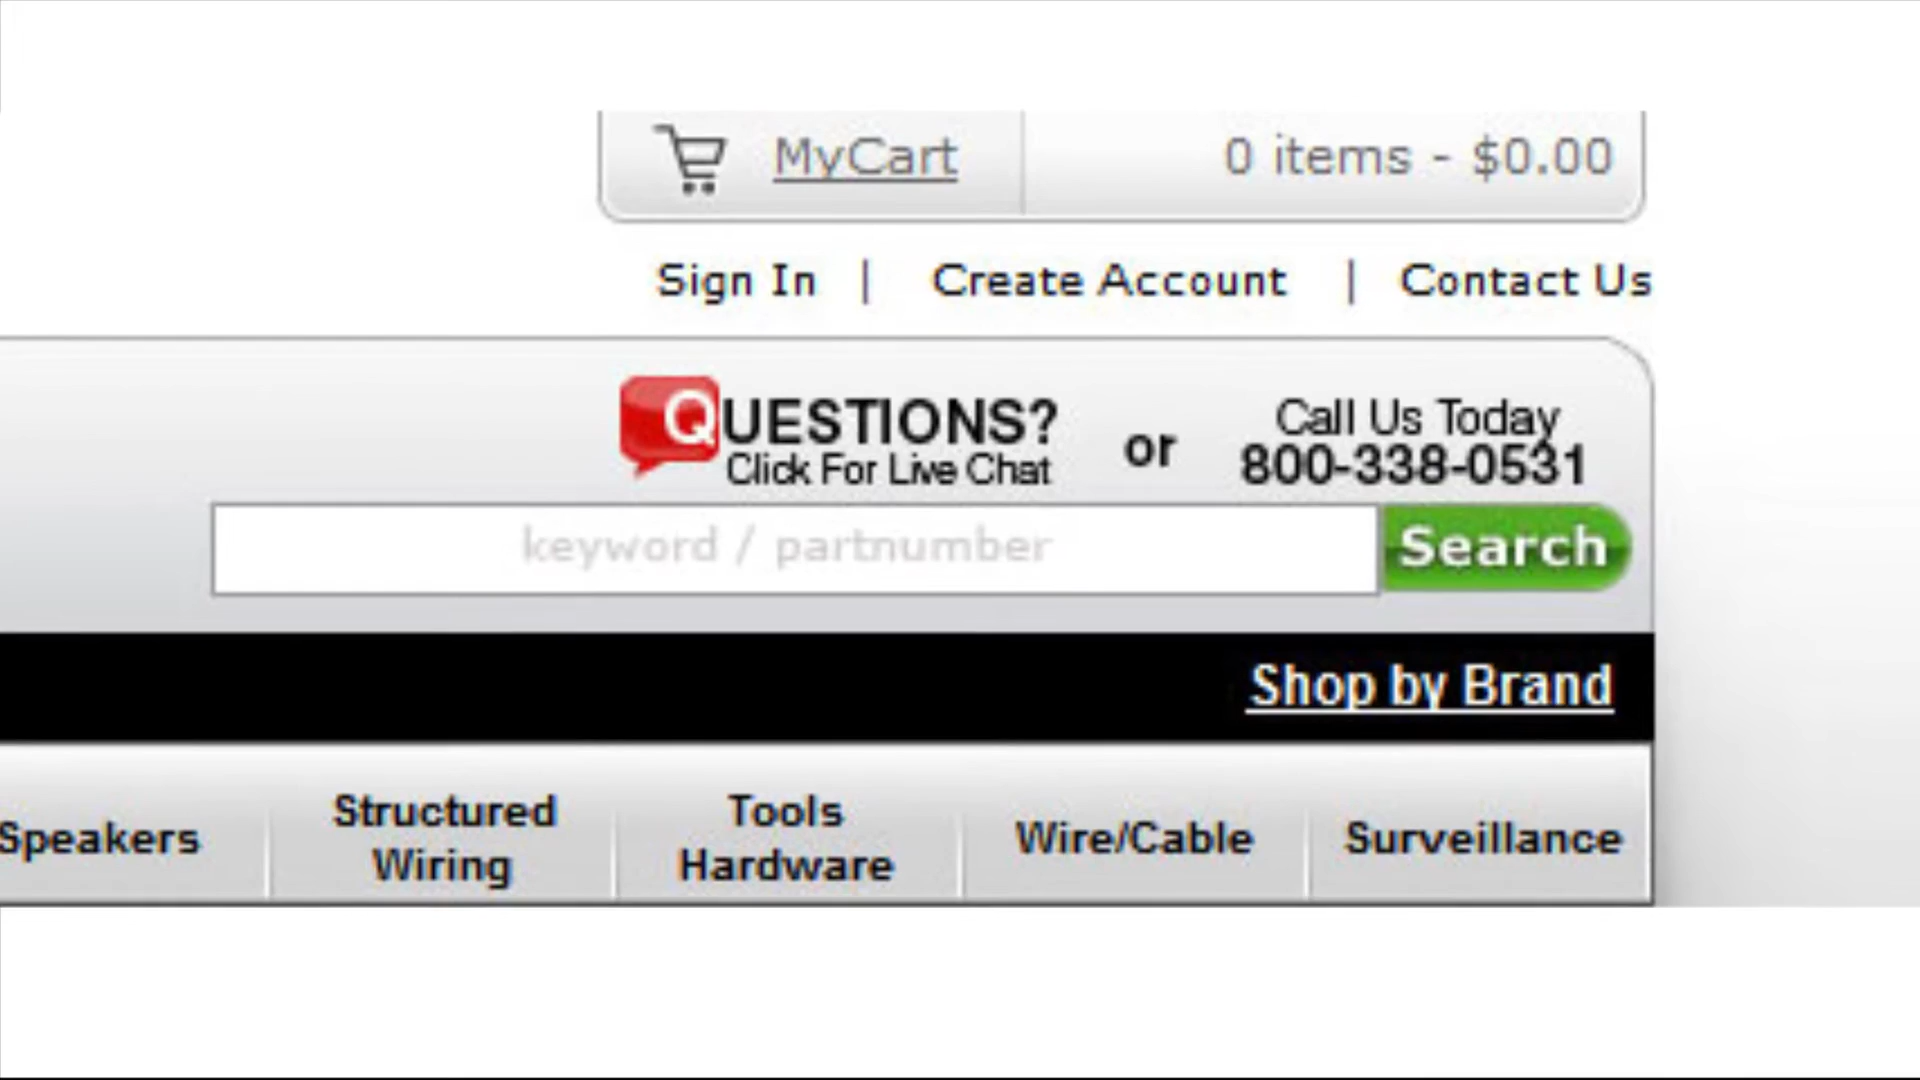 MyCart 0 items - $0.00
Sign In | Create Account | Contact Us
QUESTIONS?
Click For Live Chat
or
Call Us Today
800-338-0531
keyword / partnumber
Search
Shop by Brand
Speakers
Structured
Wiring
Tools
Hardware
Wire/Cable
Surveillance